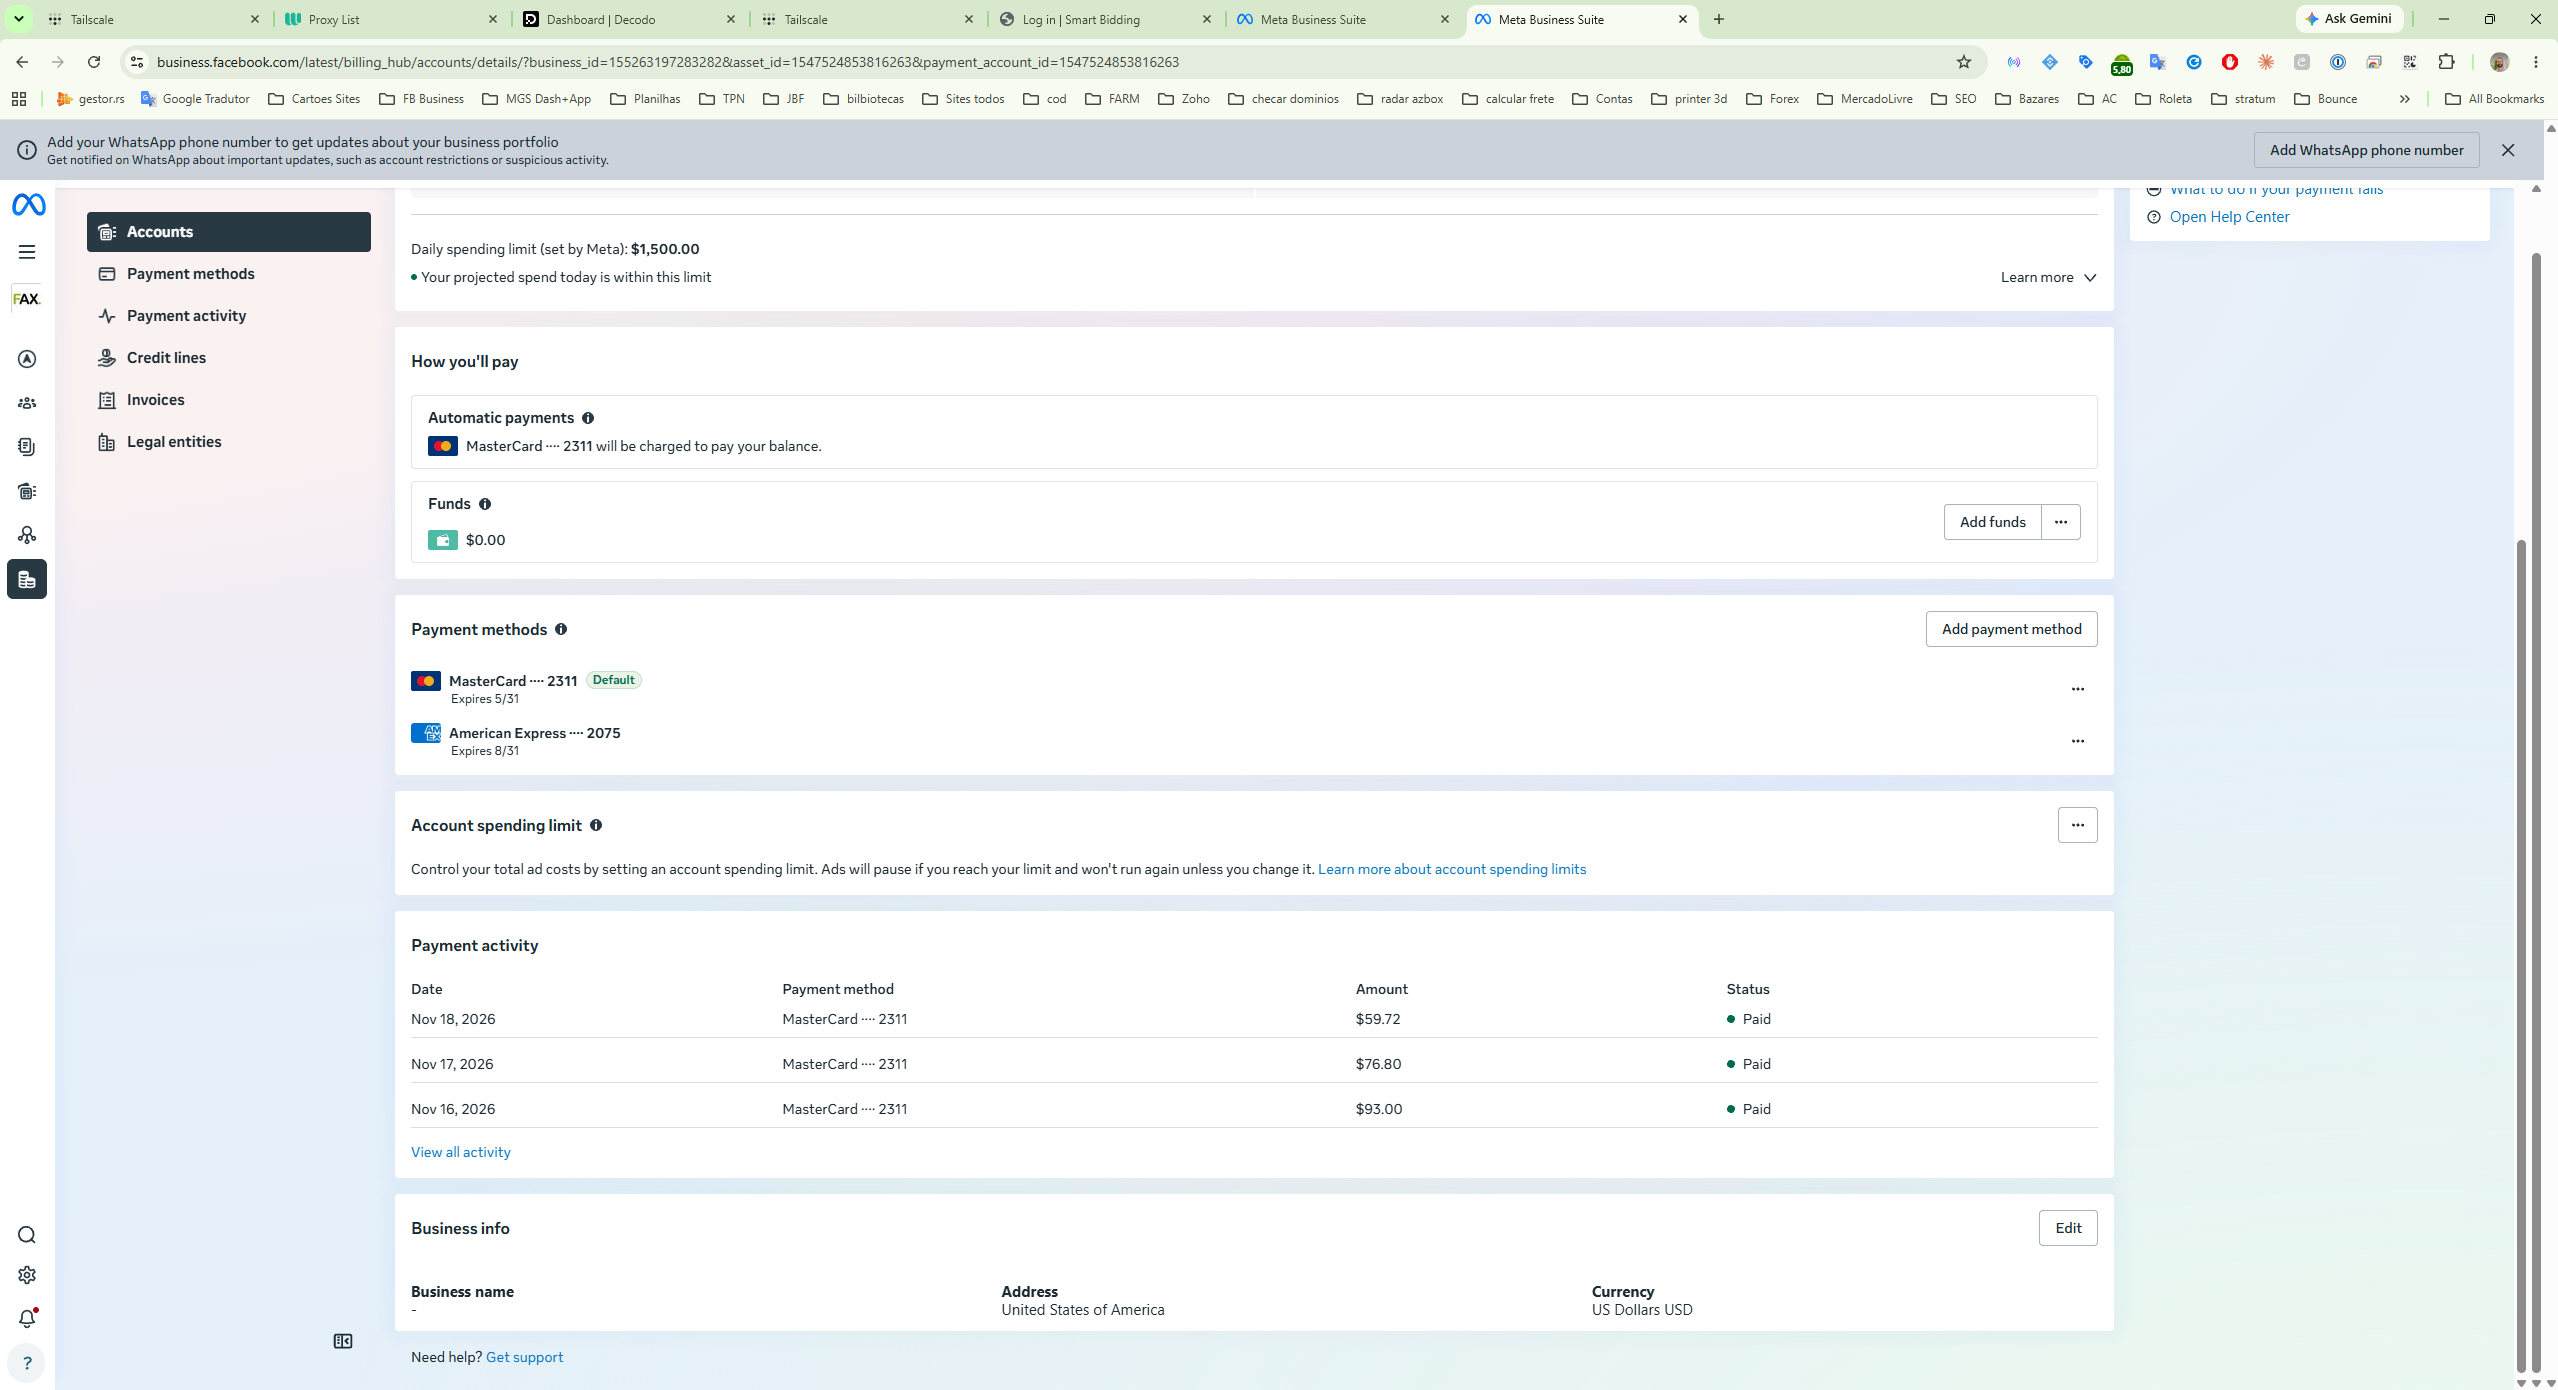 Tailscale
Proxy List
Dashboard | Decodo
Tailscale
Log in | Smart Bidding
Meta Business Suite
Meta Business Suite
Ask Gemini
business.facebook.com/latest/billing_hub/accounts/details/?business_id=1552631972832828&asset_id=1547524853816263&payment_account_id=1547524853816263
5,80
gestor.rs
Google Tradutor
Cartoes Sites
FB Business
MGS Dash+App
Planilhas
TPN
JBF
bilbiotecas
Sites todos
cod
FARM
Zoho
checar dominios
radar azbox
calcular frete
Contas
printer 3d
Forex
MercadoLivre
SEO
Bazares
AC
Roleta
stratum
Bounce
All Bookmarks
Add your WhatsApp phone number to get updates about your business portfolio
Get notified on WhatsApp about important updates, such as account restrictions or suspicious activity.
Add WhatsApp phone number
FAX.
Accounts
Payment methods
Payment activity
Credit lines
Invoices
Legal entities
What to do if your payment fails
Open Help Center
Daily spending limit (set by Meta): $1,500.00
Your projected spend today is within this limit
Learn more
How you'll pay
Automatic payments
MasterCard ···· 2311 will be charged to pay your balance.
Funds
$0.00
Add funds
Payment methods
Add payment method
MasterCard ···· 2311 Default
Expires 5/31
American Express ···· 2075
Expires 8/31
Account spending limit
Control your total ad costs by setting an account spending limit. Ads will pause if you reach your limit and won't run again unless you change it. Learn more about account spending limits
Payment activity
Date Payment method Amount Status
Nov 18, 2026 MasterCard ···· 2311 $59.72 Paid
Nov 17, 2026 MasterCard ···· 2311 $76.80 Paid
Nov 16, 2026 MasterCard ···· 2311 $93.00 Paid
View all activity
Business info
Edit
Business name Address Currency
- United States of America US Dollars USD
Need help? Get support